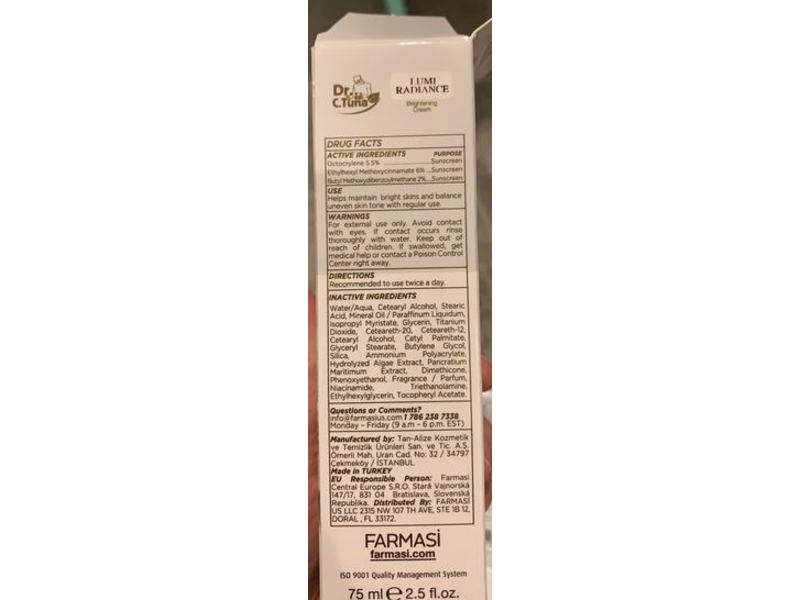 Dr.
C.Tuna
LUMI
RADIANCE
Brightening
Cream
DRUG FACTS
ACTIVE INGREDIENTS PURPOSE
Octocrylene 5.5% ................Sunscreen
Ethylhexyl Methoxycinnamate 6% ...Sunscreen
Butyl Methoxydibenzoylmethane 2%...Sunscreen
USE
Helps maintain bright skins and balance
uneven skin tone with regular use.
WARNINGS
For external use only. Avoid contact
with eyes. If contact occurs rinse
thoroughly with water. Keep out of
reach of children. If swallowed, get
medical help or contact a Poison Control
Center right away.
DIRECTIONS
Recommended to use twice a day.
INACTIVE INGREDIENTS
Water/Aqua, Cetearyl Alcohol, Stearic
Acid, Mineral Oil / Paraffinum Liquidum,
Isopropyl Myristate, Glycerin, Titanium
Dioxide, Ceteareth-20, Ceteareth-12,
Cetearyl Alcohol, Cetyl Palmitate,
Glyceryl Stearate, Butylene Glycol,
Silica, Ammonium Polyacrylate,
Hydrolyzed Algae Extract, Pancratium
Maritimum Extract, Dimethicone,
Phenoxyethanol, Fragrance / Parfum,
Niacinamide, Triethanolamine,
Ethylhexylglycerin, Tocopheryl Acetate.
Questions or Comments?
info@farmasius.com 1 786 238 7338
Monday – Friday (9 a.m - 6 p.m. EST)
Manufactured by: Tan-Alize Kozmetik
ve Temizlik Ürünleri San. ve Tic. A.Ş.
Ömerli Mah. Uran Cad. No: 32 / 34797
Çekmeköy / İSTANBUL
Made in TURKEY
EU Responsible Person: Farmasi
Central Europe S.R.O. Stará Vajnorská
147/17, 831 04 Bratislava, Slovenská
Republika. Distributed By: FARMASİ
US LLC 2315 NW 107 TH AVE, STE 1B 12,
DORAL , FL 33172.
FARMASİ
farmasi.com
ISO 9001 Quality Management System
75 ml e 2.5 fl.oz.